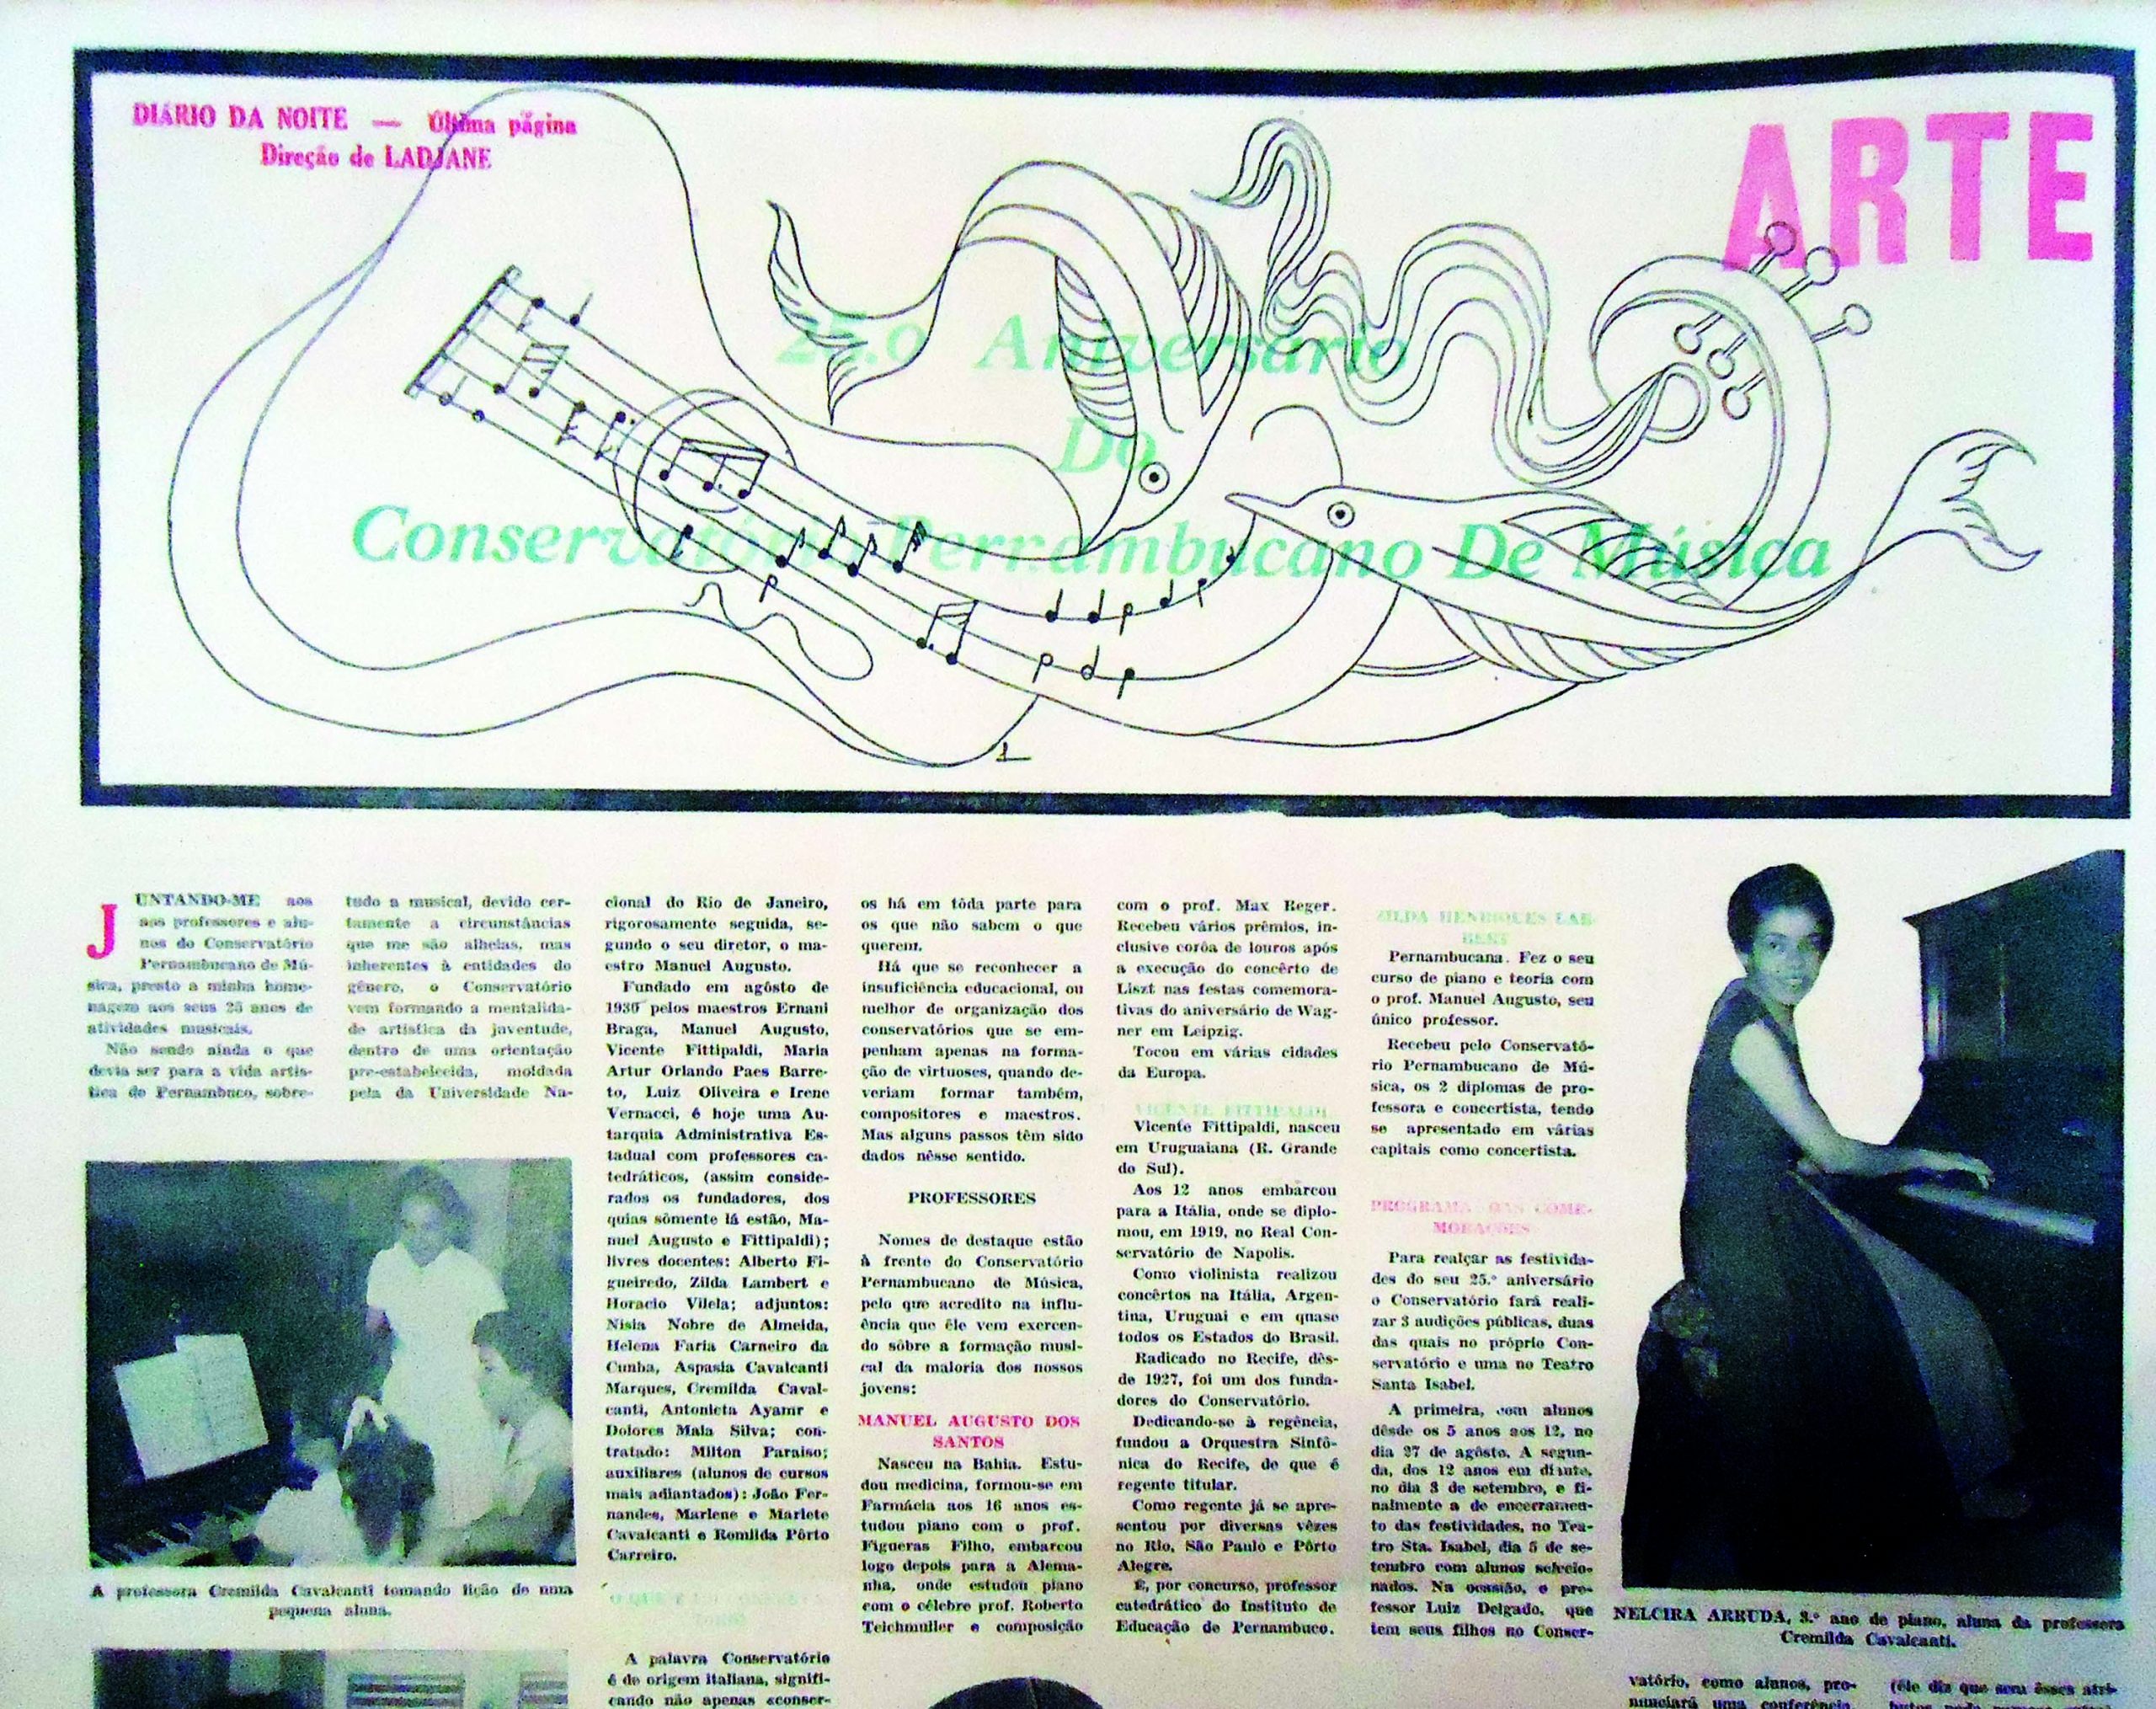 DIÁRIO DA NOITE — Última página
Direção de LADJANE
ARTE
25.o Aniversário
Do
Conservatório Pernambucano De Música
JUNTANDO-ME aos
aos professores e alu-
nos do Conservatório
Pernambucano de Mú-
sica, presto a minha home-
nagem aos seus 25 anos de
atividades musicais.
Não sendo ainda o que
devia ser para a vida artís-
tica de Pernambuco, sobre-
tudo a musical, devido cer-
tamente a circunstâncias
que me são alheias, mas
inherentes à entidades do
gênero, o Conservatório
vem formando a mentalida-
de artística da joventude,
dentro de uma orientação
pre-estabelecida, moldada
pela da Universidade Na-
A professora Cremilda Cavalcanti tomando lição de uma
pequena aluna.
cional do Rio de Janeiro,
rigorosamente seguida, se-
gundo o seu diretor, o ma-
estro Manuel Augusto.
Fundado em agôsto de
1930 pelos maestros Ernani
Braga, Manuel Augusto,
Vicente Fittipaldi, Maria
Artur Orlando Paes Barre-
to, Luiz Oliveira e Irene
Vernacci, é hoje uma Au-
tarquia Administrativa Es-
tadual com professores ca-
tedráticos, (assim conside-
rados os fundadores, dos
quias sòmente lá estão, Ma-
nuel Augusto e Fittipaldi);
livres docentes: Alberto Fi-
gueiredo, Zilda Lambert e
Horacio Vilela; adjuntos:
Nisia Nobre de Almeida,
Helena Faria Carneiro da
Cunha, Aspasia Cavalcanti
Marques, Cremilda Caval-
canti, Antonieta Ayamr e
Dolores Maia Silva; con-
tratado: Milton Paraiso;
auxiliares (alunos de cursos
mais adiantados): João Fer-
nandes, Marlene e Marlete
Cavalcanti e Romilda Pôrto
Carreiro.
A palavra Conservatório
é de origem italiana, signifi-
cando não apenas «conser-
os há em tôda parte para
os que não sabem o que
querem.
Há que se reconhecer a
insuficiência educacional, ou
melhor de organização dos
conservatórios que se em-
penham apenas na forma-
ção de virtuoses, quando de-
veriam formar também,
compositores e maestros.
Mas alguns passos têm sido
dados nêsse sentido.
PROFESSORES
Nomes de destaque estão
à frente do Conservatório
Pernambucano de Música,
pelo que acredito na influ-
ência que êle vem exercen-
do sôbre a formação musi-
cal da maioria dos nossos
jovens:
MANUEL AUGUSTO DOS
SANTOS
Nasceu na Bahia. Estu-
dou medicina, formou-se em
Farmácia aos 16 anos es-
tudou piano com o prof.
Figueras Filho, embarcou
logo depois para a Alema-
nha, onde estudou piano
com o célebre prof. Roberto
Teichmuller e composição
com o prof. Max Reger.
Recebeu vários prêmios, in-
clusive corôa de louros após
a execução do concêrto de
Liszt nas festas comemora-
tivas do aniversário de Wag-
ner em Leipzig.
Tocou em várias cidades
da Europa.
VICENTE FITTIPALDI
Vicente Fittipaldi, nasceu
em Uruguaiana (R. Grande
do Sul).
Aos 12 anos embarcou
para a Itália, onde se diplo-
mou, em 1919, no Real Con-
servatório de Napolis.
Como violinista realizou
concêrtos na Itália, Argen-
tina, Uruguai e em quase
todos os Estados do Brasil.
Radicado no Recife, dês-
de 1927, foi um dos funda-
dores do Conservatório.
Dedicando-se à regência,
fundou a Orquestra Sinfô-
nica do Recife, de que é
regente titular.
Como regente já se apre-
sentou por diversas vêzes
no Rio, São Paulo e Pôrto
Alegre.
É, por concurso, professor
catedrático do Instituto de
Educação de Pernambuco.
ZILDA HENRIQUES
Pernambucana. Fez o seu
curso de piano e teoria com
o prof. Manuel Augusto, seu
único professor.
Recebeu pelo Conservató-
rio Pernambucano de Mú-
sica, os 2 diplomas de pro-
fessora e concertista, tendo
se apresentado em várias
capitais como concertista.
PROGRAMA DAS COME-
MORAÇÕES
Para realçar as festivida-
des do seu 25.º aniversário
o Conservatório fará reali-
zar 3 audições públicas, duas
das quais no próprio Con-
servatório e uma no Teatro
Santa Isabel.
A primeira, com alunos
dêsde os 5 anos aos 12, no
dia 27 de agôsto. A segun-
da, dos 12 anos em diante,
no dia 3 de setembro, e fi-
nalmente a de encerramen-
to das festividades, no Tea-
tro Sta. Isabel, dia 5 de se-
tembro com alunos selecio-
nados. Na ocasião, o pro-
fessor Luiz Delgado, que
tem seus filhos no Conser-
NELCIRA ARRUDA, 3.º ano de piano, aluna da professora
Cremilda Cavalcanti.
vatório, como alunos, pro-
nunciará uma conferência.
(êle diz que sem êsses atri-